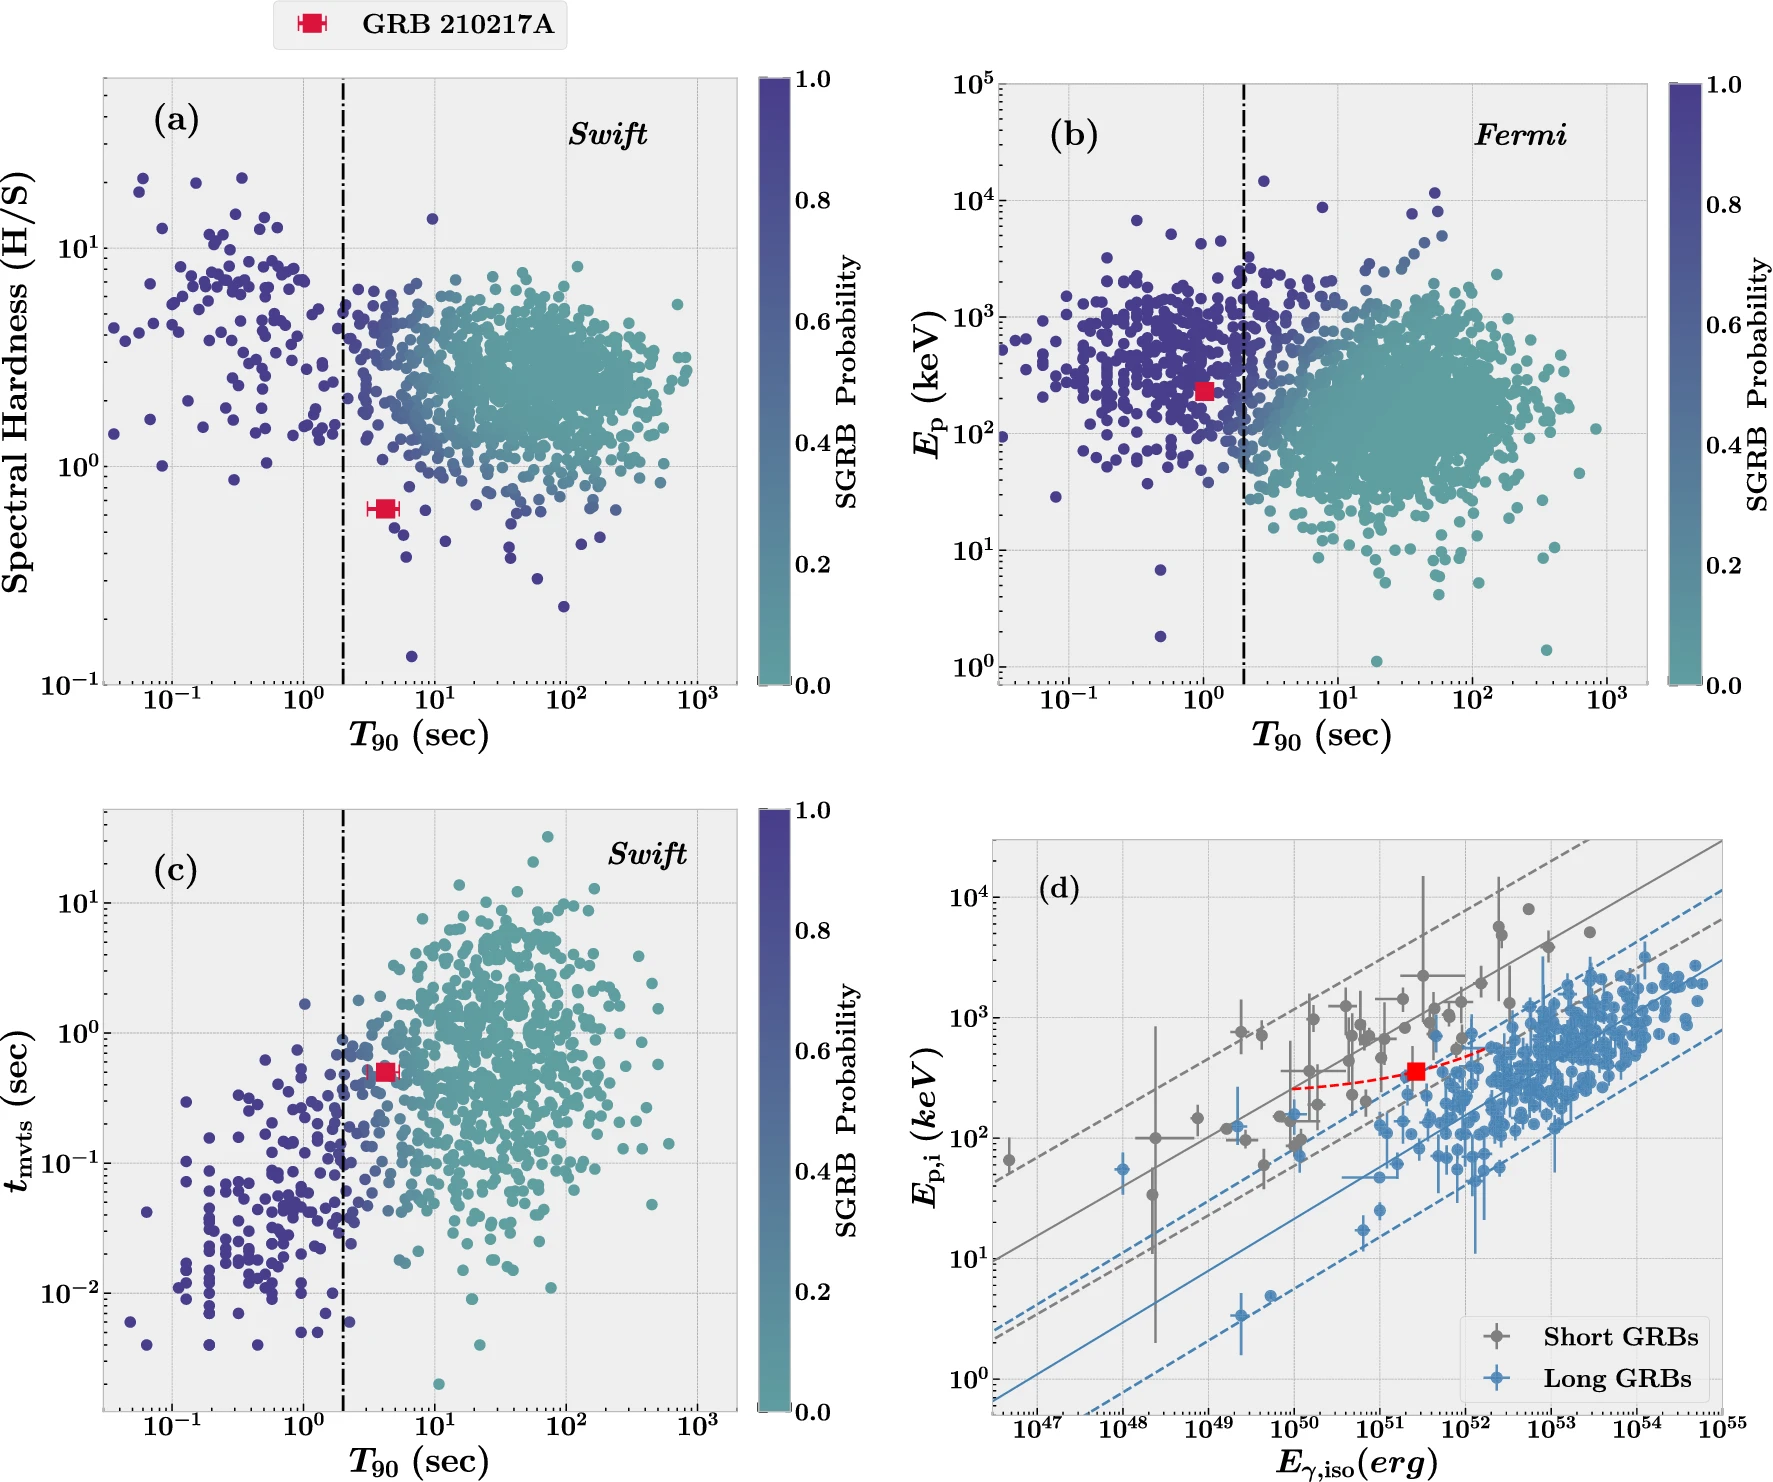 GRB 210217A
(a)
Swift
Spectral Hardness (H/S)
10¹
10⁰
10⁻¹
10⁻¹ 10⁰ 10¹ 10² 10³
T₉₀ (sec)
1.0
0.8
0.6
0.4
0.2
0.0
SGRB Probability
(b)
Fermi
Eₚ (keV)
10⁵
10⁴
10³
10²
10¹
10⁰
10⁻¹ 10⁰ 10¹ 10² 10³
T₉₀ (sec)
1.0
0.8
0.6
0.4
0.2
0.0
SGRB Probability
(c)
Swift
t_mvts (sec)
10¹
10⁰
10⁻¹
10⁻²
10⁻¹ 10⁰ 10¹ 10² 10³
T₉₀ (sec)
1.0
0.8
0.6
0.4
0.2
0.0
SGRB Probability
(d)
E_p,i (keV)
10⁴
10³
10²
10¹
10⁰
Short GRBs
Long GRBs
10⁴⁷ 10⁴⁸ 10⁴⁹ 10⁵⁰ 10⁵¹ 10⁵² 10⁵³ 10⁵⁴ 10⁵⁵
E_γ,iso(erg)